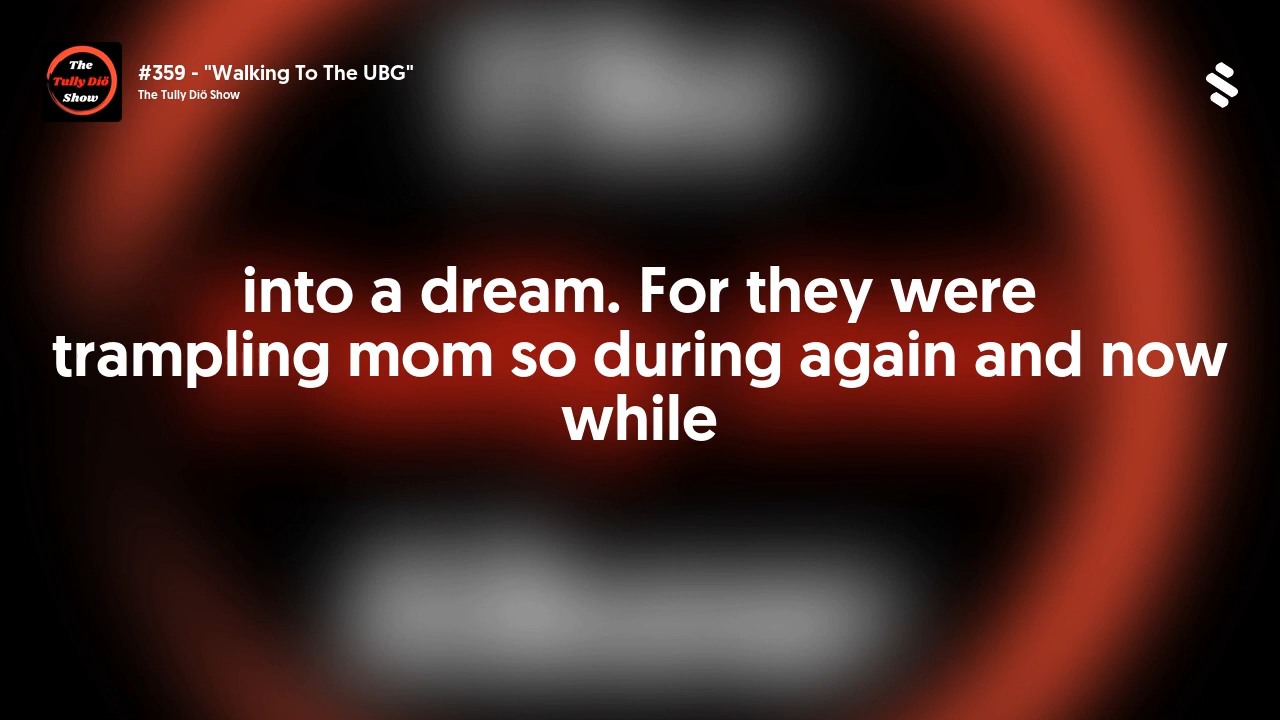 The
Tully Diö
Show
#359 - "Walking To The UBG"
The Tully Diö Show
into a dream. For they were
trampling mom so during again and now
while